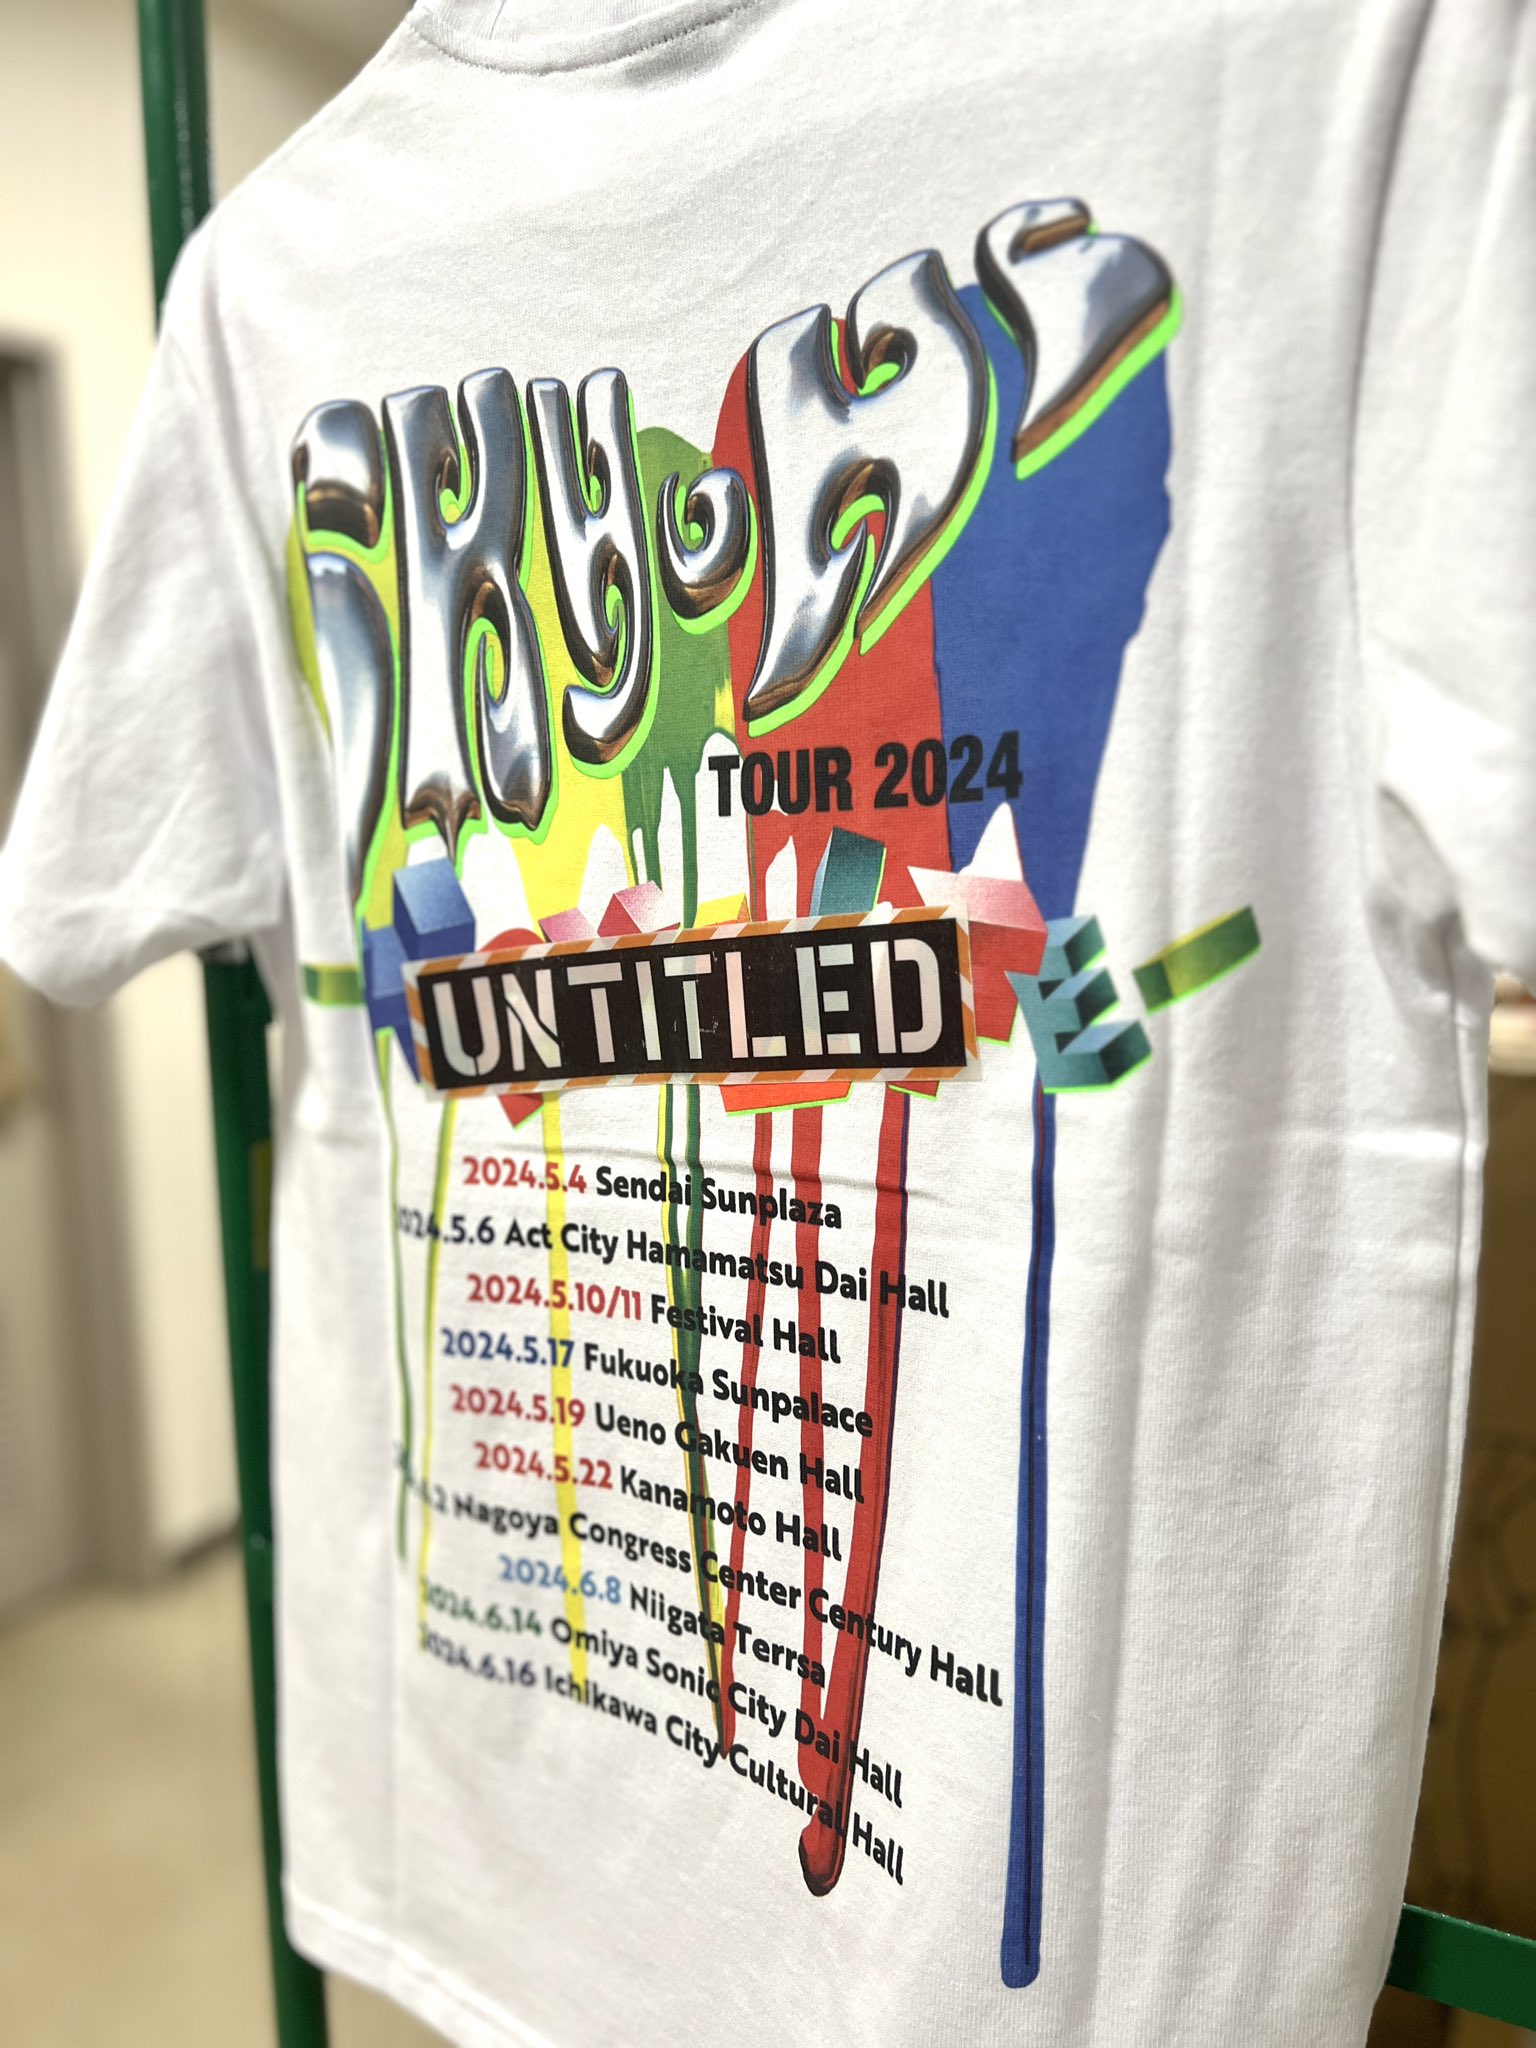 TOUR 2024
UNTITLED
2024.5.4 Sendai Sunplaza
2024.5.6 Act City Hamamatsu Dai Hall
2024.5.10/11 Festival Hall
2024.5.17 Fukuoka Sunpalace
2024.5.19 Ueno Gakuen Hall
2024.5.22 Kanamoto Hall
Nagoya Congress Center Century Hall
2024.6.8 Niigata Terrsa
2024.6.14 Omiya Sonic City Dai Hall
2024.6.16 Ichikawa City Cultural Hall